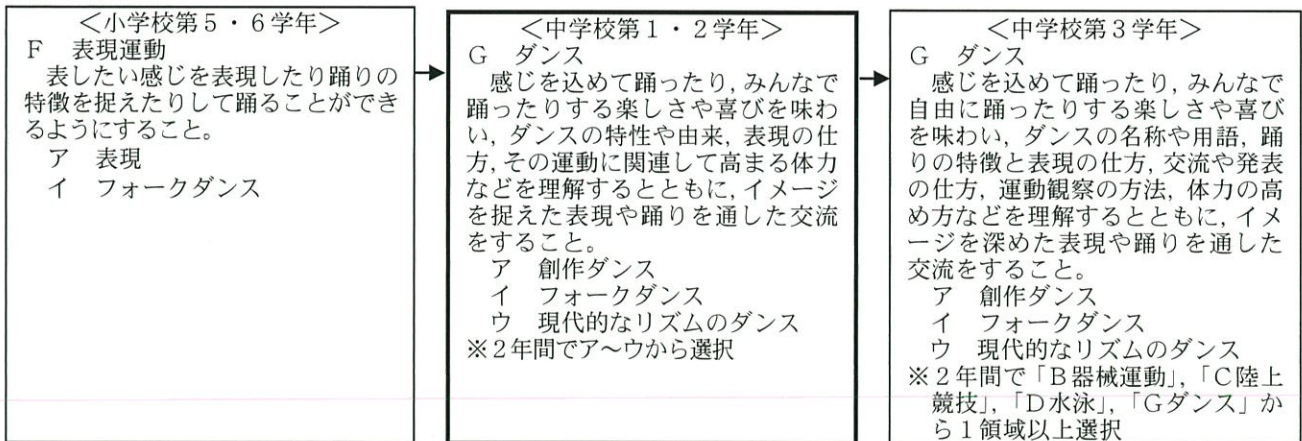 ＜小学校第５・６学年＞
Ｆ　表現運動
　表したい感じを表現したり踊りの
特徴を捉えたりして踊ることができ
るようにすること。
　ア　表現
　イ　フォークダンス
＜中学校第１・２学年＞
Ｇ　ダンス
　感じを込めて踊ったり，みんなで
踊ったりする楽しさや喜びを味わ
い，ダンスの特性や由来，表現の仕
方，その運動に関連して高まる体力
などを理解するとともに，イメージ
を捉えた表現や踊りを通した交流
をすること。
　ア　創作ダンス
　イ　フォークダンス
　ウ　現代的なリズムのダンス
※２年間でア～ウから選択
＜中学校第３学年＞
Ｇ　ダンス
　感じを込めて踊ったり，みんなで
自由に踊ったりする楽しさや喜び
を味わい，ダンスの名称や用語，踊
りの特徴と表現の仕方，交流や発表
の仕方，運動観察の方法，体力の高
め方などを理解するとともに，イメ
ージを深めた表現や踊りを通した
交流をすること。
　ア　創作ダンス
　イ　フォークダンス
　ウ　現代的なリズムのダンス
※２年間で「Ｂ器械運動」，「Ｃ陸上
競技」，「Ｄ水泳」，「Ｇダンス」か
ら１領域以上選択